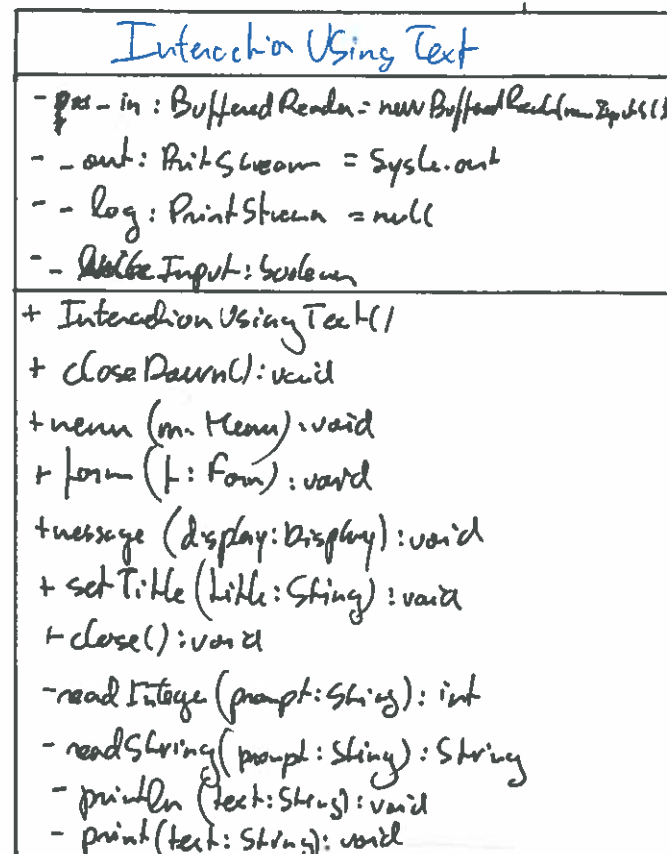 Interaction Using Text
- _in : BufferedReader = new BufferedReader(new
- _out : PrintStream = System.out
- _log : PrintStream = null
- _ Input : boolean
+ InteractionUsingText()
+ closeDown() : void
+ menu (m : Menu) : void
+ form (f : Form) : void
+ message (display : Display) : void
+ setTitle (title : String) : void
+ close() : void
- readInteger (prompt : String) : int
- readString (prompt : String) : String
- println (text : String) : void
- print (text : String) : void